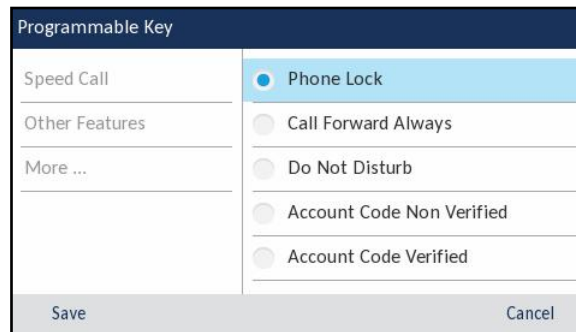 Programmable Key
Speed Call
Other Features
More ...
Phone Lock
Call Forward Always
Do Not Disturb
Account Code Non Verified
Account Code Verified
Save
Cancel